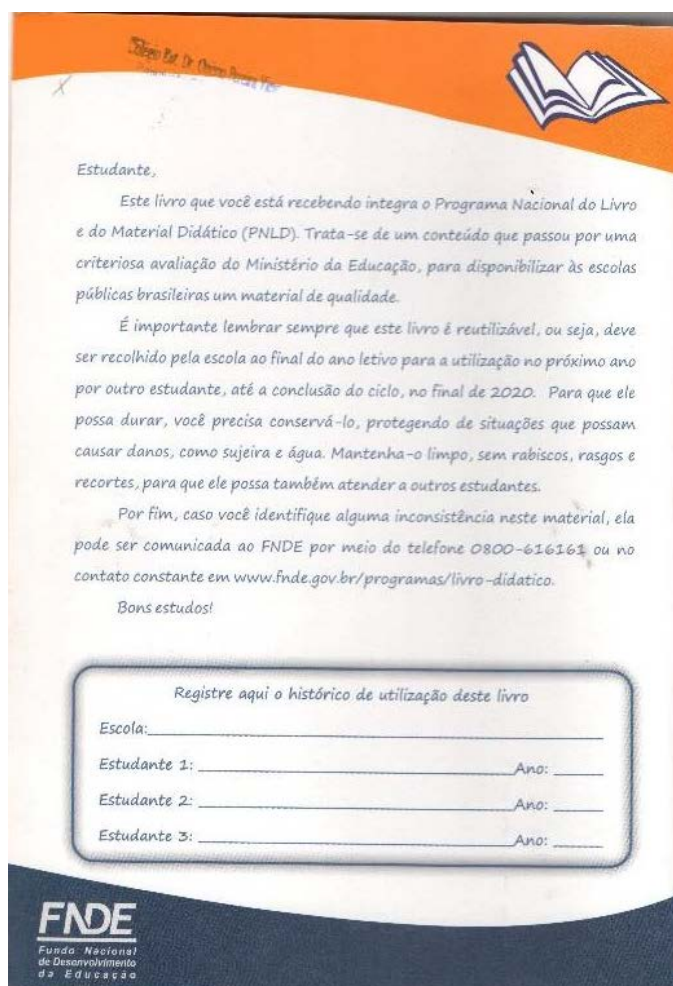 Estudante,
Este livro que você está recebendo integra o Programa Nacional do Livro
e do Material Didático (PNLD). Trata-se de um conteúdo que passou por uma
criteriosa avaliação do Ministério da Educação, para disponibilizar às escolas
públicas brasileiras um material de qualidade.
É importante lembrar sempre que este livro é reutilizável, ou seja, deve
ser recolhido pela escola ao final do ano letivo para a utilização no próximo ano
por outro estudante, até a conclusão do ciclo, no final de 2020. Para que ele
possa durar, você precisa conservá-lo, protegendo de situações que possam
causar danos, como sujeira e água. Mantenha-o limpo, sem rabiscos, rasgos e
recortes, para que ele possa também atender a outros estudantes.
Por fim, caso você identifique alguma inconsistência neste material, ela
pode ser comunicada ao FNDE por meio do telefone 0800-616161 ou no
contato constante em www.fnde.gov.br/programas/livro-didatico.
Bons estudos!
Registre aqui o histórico de utilização deste livro
Escola:
Estudante 1: Ano:
Estudante 2: Ano:
Estudante 3: Ano:
FNDE
Fundo Nacional
de Desenvolvimento
da Educação